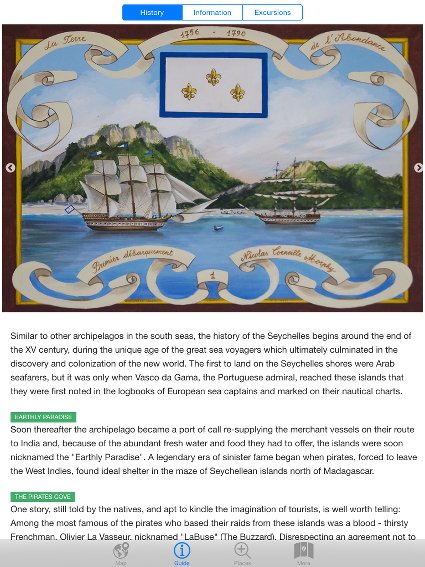 History
Information
Excursions
1756 - 1790
La Terre
de l'Abondance
Premier débarquement
Nicolas Corneille Morphy
1
Similar to other archipelagos in the south seas, the history of the Seychelles begins around the end of
the XV century, during the unique age of the great sea voyagers which ultimately culminated in the
discovery and colonization of the new world. The first to land on the Seychelles shores were Arab
seafarers, but it was only when Vasco da Gama, the Portuguese admiral, reached these islands that
they were first noted in the logbooks of European sea captains and marked on their nautical charts.
EARTHLY PARADISE
Soon thereafter the archipelago became a port of call re-supplying the merchant vessels on their route
to India and, because of the abundant fresh water and food they had to offer, the islands were soon
nicknamed the "Earthly Paradise". A legendary era of sinister fame began when pirates, forced to leave
the West Indies, found ideal shelter in the maze of Seychellean islands north of Madagascar.
THE PIRATES COVE
One story, still told by the natives, and apt to kindle the imagination of tourists, is well worth telling:
Among the most famous of the pirates who based their raids from these islands was a blood - thirsty
Frenchman, Olivier La Vasseur, nicknamed "LaBuse" (The Buzzard). Disrespecting an agreement not to
Map
Guide
Places
More